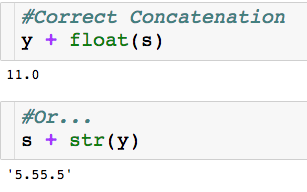 #Correct Concatenation
y + float(s)
11.0
#Or...
s + str(y)
'5.55.5'